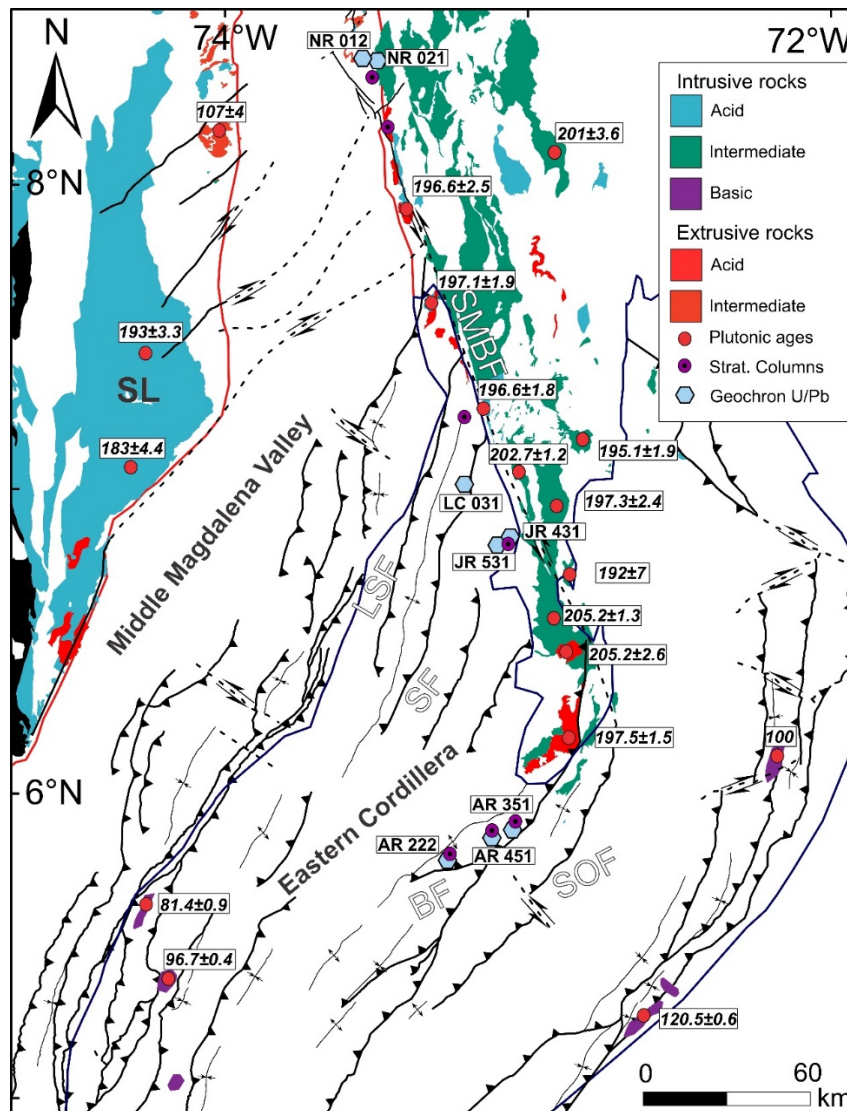 N
74°W
72°W
NR 012
NR 021
107±4
201±3.6
8°N
196.6±2.5
197.1±1.9
193±3.3
SL
SMBF
196.6±1.8
183±4.4
202.7±1.2
195.1±1.9
197.3±2.4
LC 031
JR 431
JR 531
Middle Magdalena Valley
LSF
192±7
205.2±1.3
205.2±2.6
SF
197.5±1.5
100
6°N
Eastern Cordillera
AR 351
AR 222
AR 451
BF
SOF
81.4±0.9
96.7±0.4
120.5±0.6
Intrusive rocks
Acid
Intermediate
Basic
Extrusive rocks
Acid
Intermediate
Plutonic ages
Strat. Columns
Geochron U/Pb
0 60
km